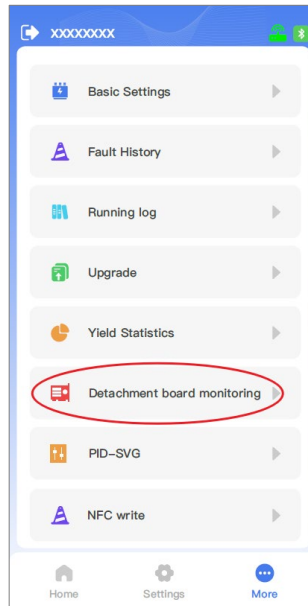 xxxxxxxx
Basic Settings
Fault History
Running log
Upgrade
Yield Statistics
Detachment board monitoring
PID-SVG
NFC write
Home Settings More